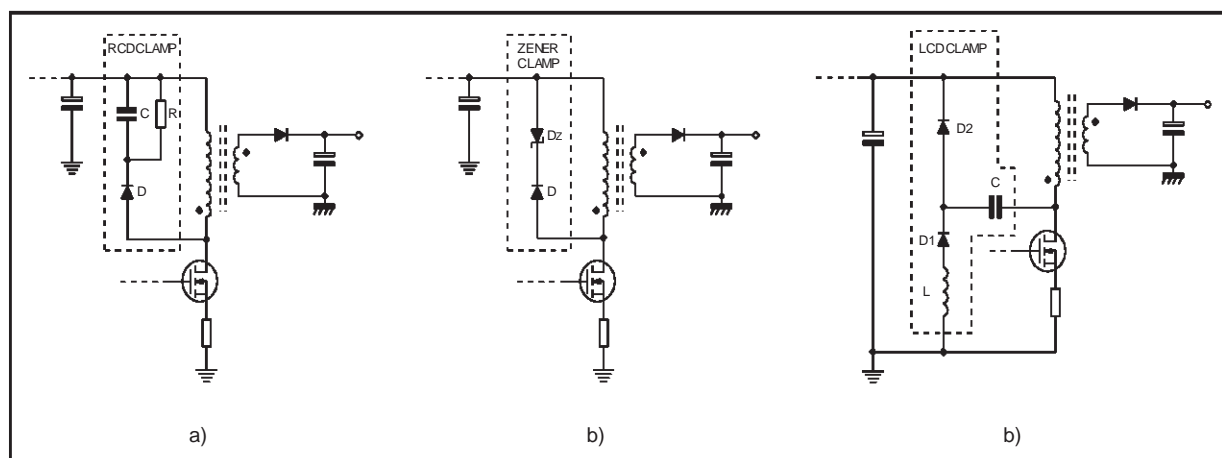 RCDCLAMP
C
R
D
a)
ZENER
CLAMP
Dz
D
b)
LCDCLAMP
D2
C
D1
L
b)